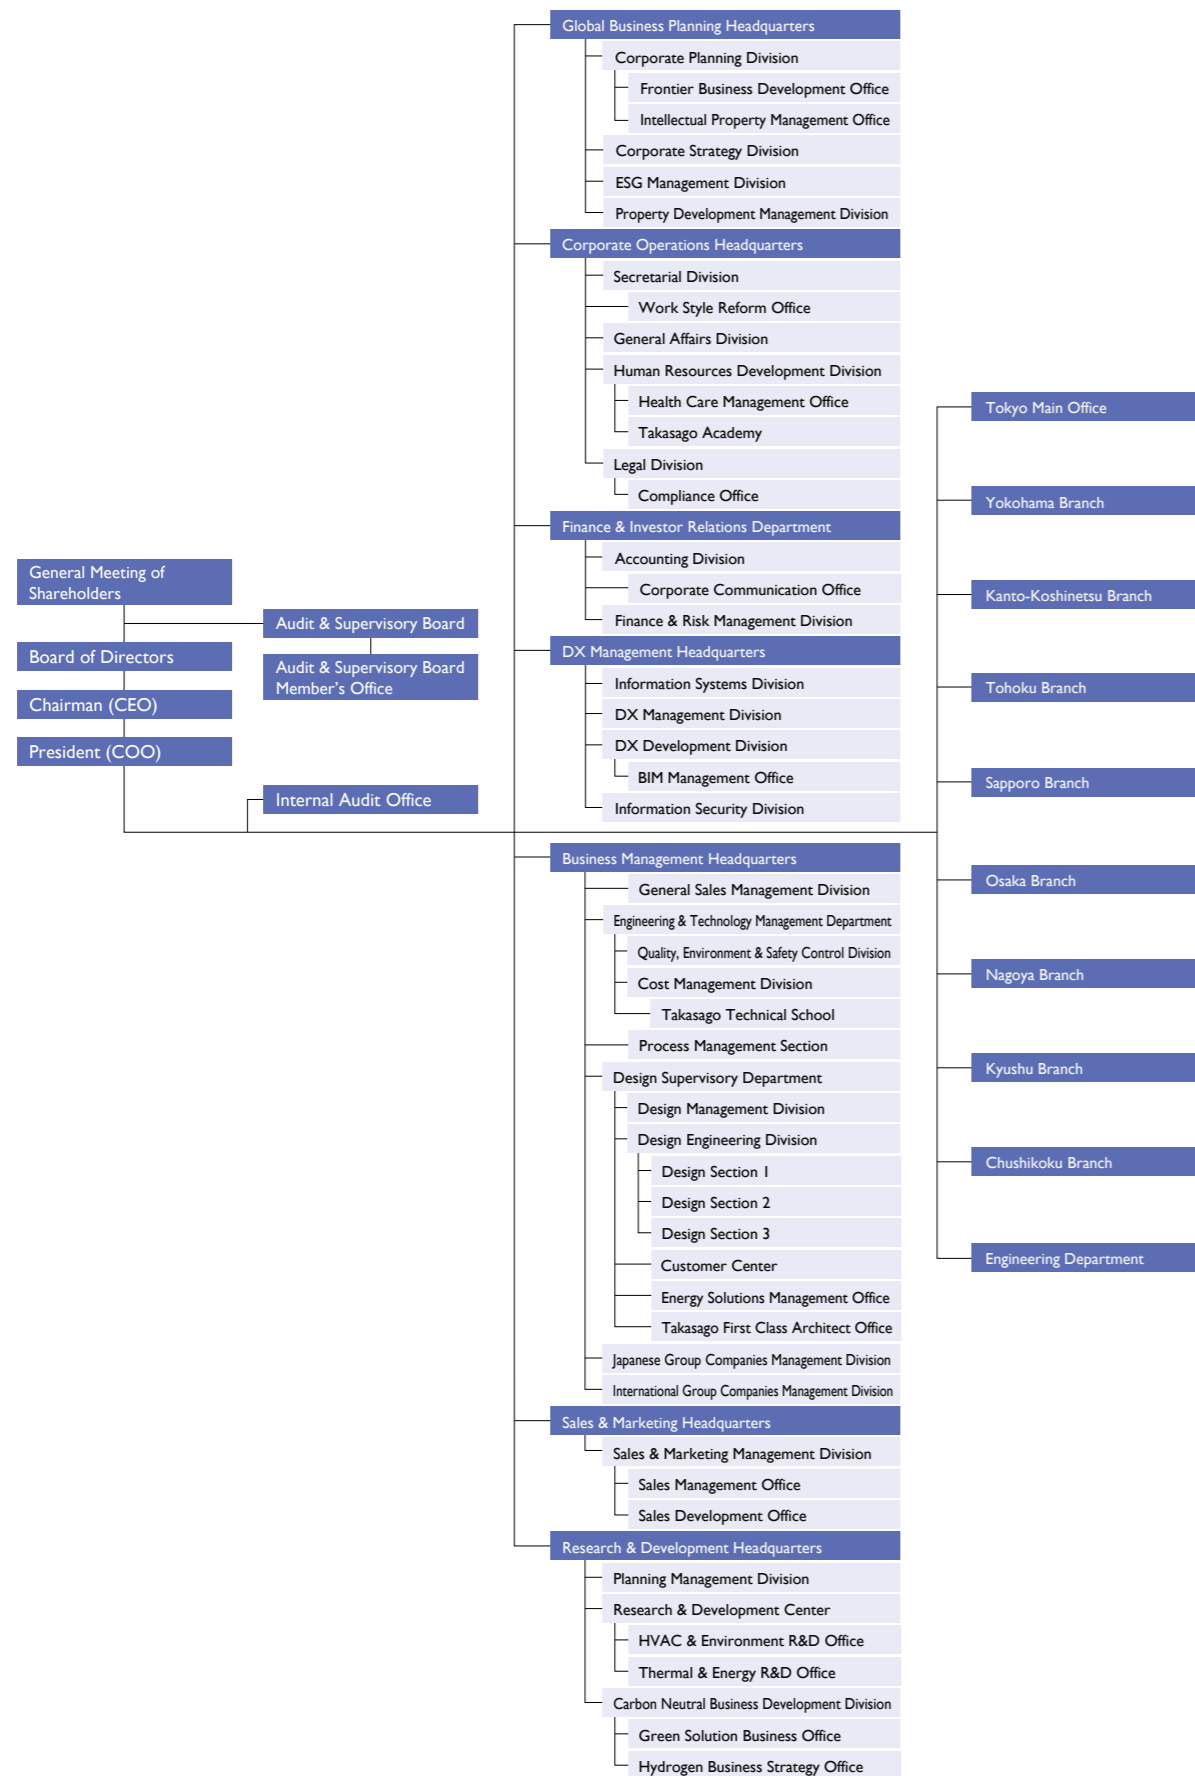 General Meeting of
Shareholders
Audit & Supervisory Board
Board of Directors
Audit & Supervisory Board
Member's Office
Chairman (CEO)
President (COO)
Internal Audit Office
Global Business Planning Headquarters
Corporate Planning Division
Frontier Business Development Office
Intellectual Property Management Office
Corporate Strategy Division
ESG Management Division
Property Development Management Division
Corporate Operations Headquarters
Secretarial Division
Work Style Reform Office
General Affairs Division
Human Resources Development Division
Health Care Management Office
Takasago Academy
Legal Division
Compliance Office
Finance & Investor Relations Department
Accounting Division
Corporate Communication Office
Finance & Risk Management Division
DX Management Headquarters
Information Systems Division
DX Management Division
DX Development Division
BIM Management Office
Information Security Division
Business Management Headquarters
General Sales Management Division
Engineering & Technology Management Department
Quality, Environment & Safety Control Division
Cost Management Division
Takasago Technical School
Process Management Section
Design Supervisory Department
Design Management Division
Design Engineering Division
Design Section 1
Design Section 2
Design Section 3
Customer Center
Energy Solutions Management Office
Takasago First Class Architect Office
Japanese Group Companies Management Division
International Group Companies Management Division
Sales & Marketing Headquarters
Sales & Marketing Management Division
Sales Management Office
Sales Development Office
Research & Development Headquarters
Planning Management Division
Research & Development Center
HVAC & Environment R&D Office
Thermal & Energy R&D Office
Carbon Neutral Business Development Division
Green Solution Business Office
Hydrogen Business Strategy Office
Tokyo Main Office
Yokohama Branch
Kanto-Koshinetsu Branch
Tohoku Branch
Sapporo Branch
Osaka Branch
Nagoya Branch
Kyushu Branch
Chushikoku Branch
Engineering Department